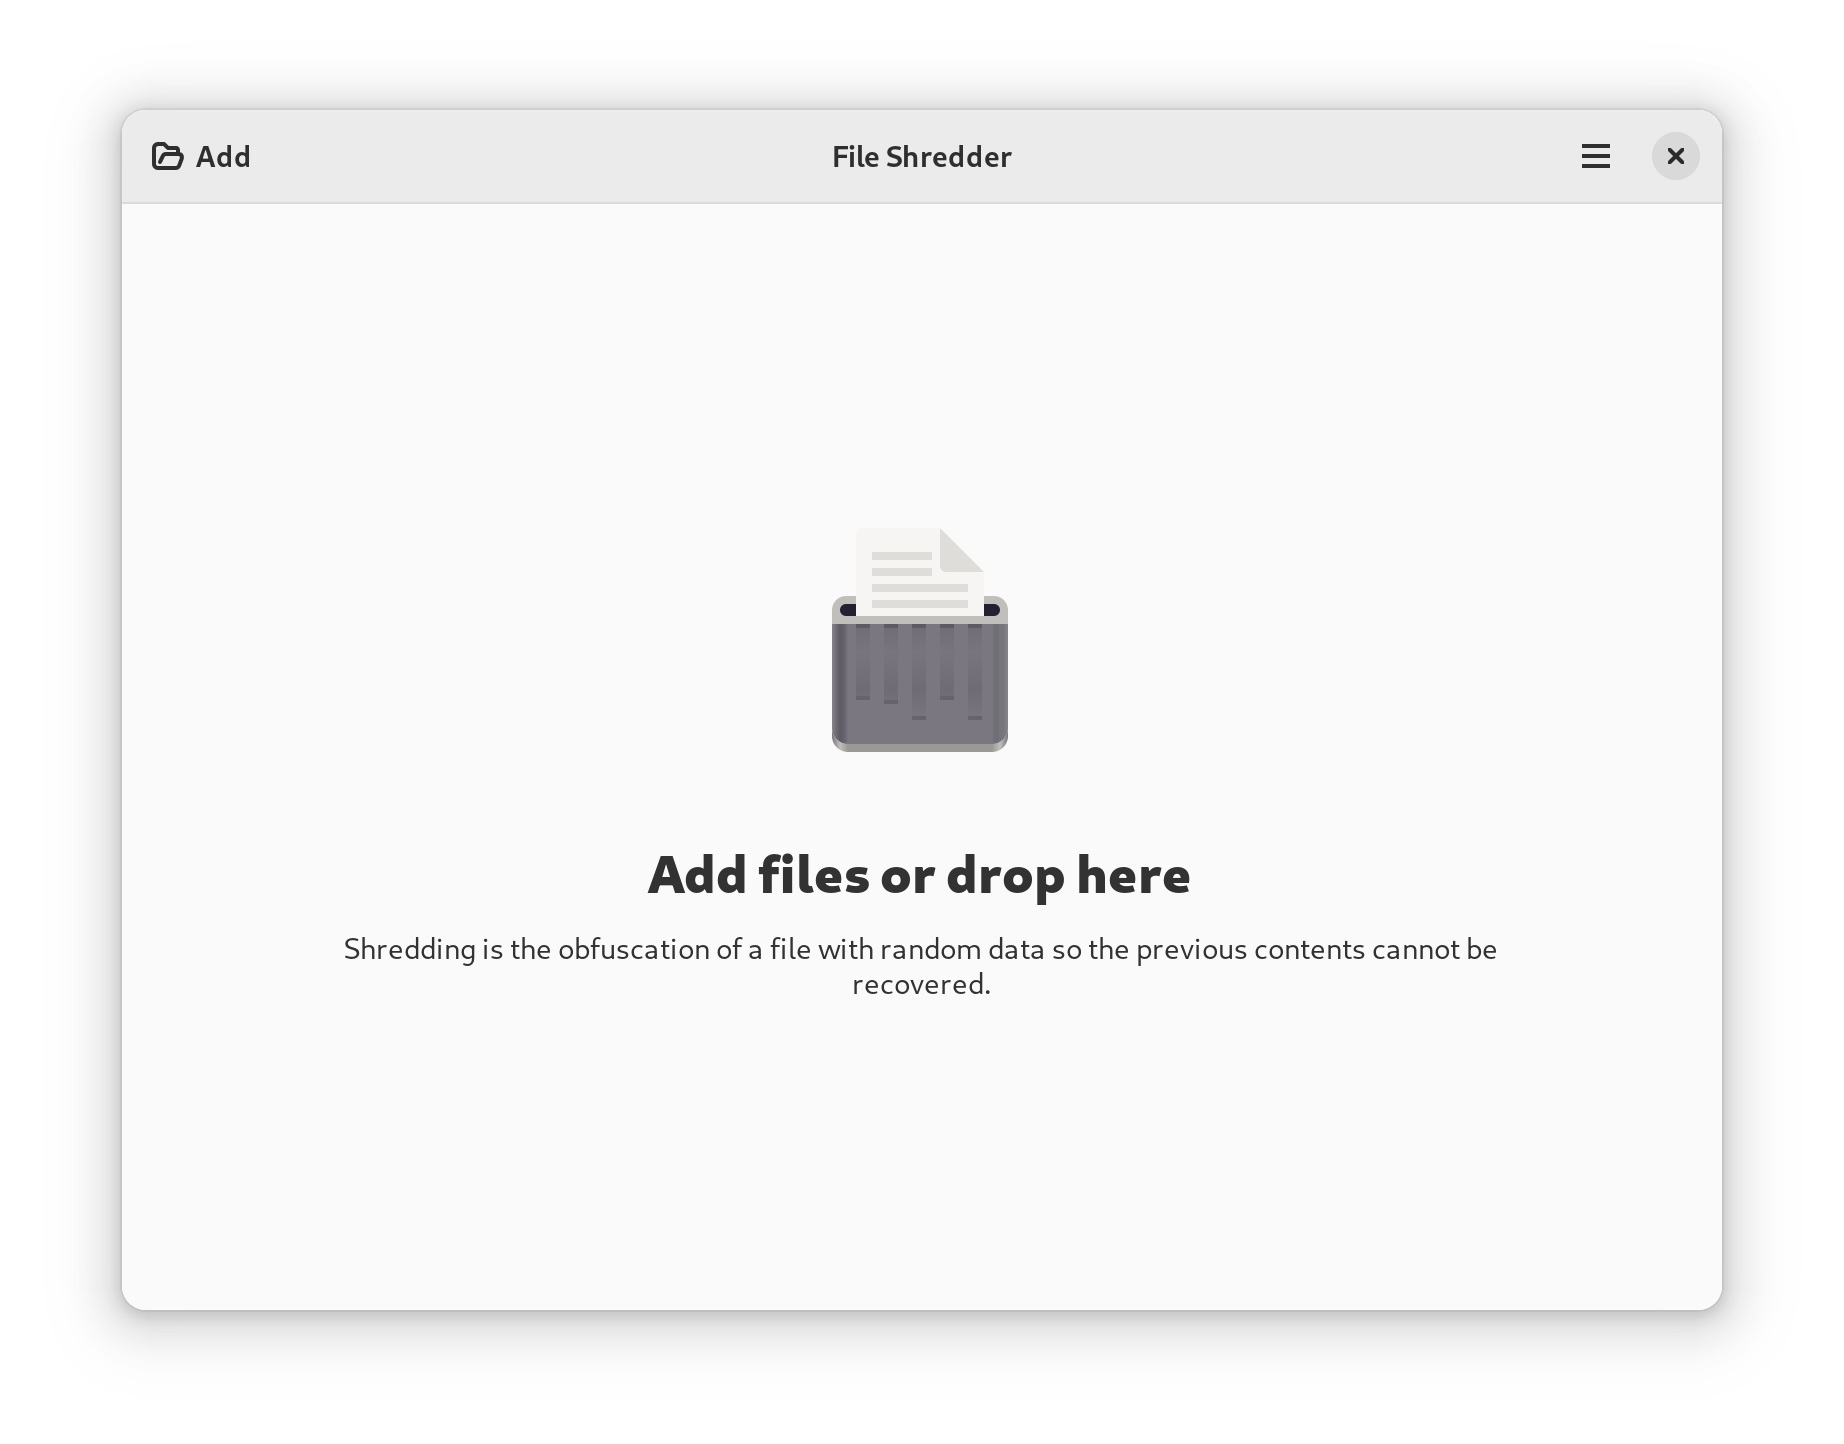 Add
File Shredder
Add files or drop here
Shredding is the obfuscation of a file with random data so the previous contents cannot be
recovered.